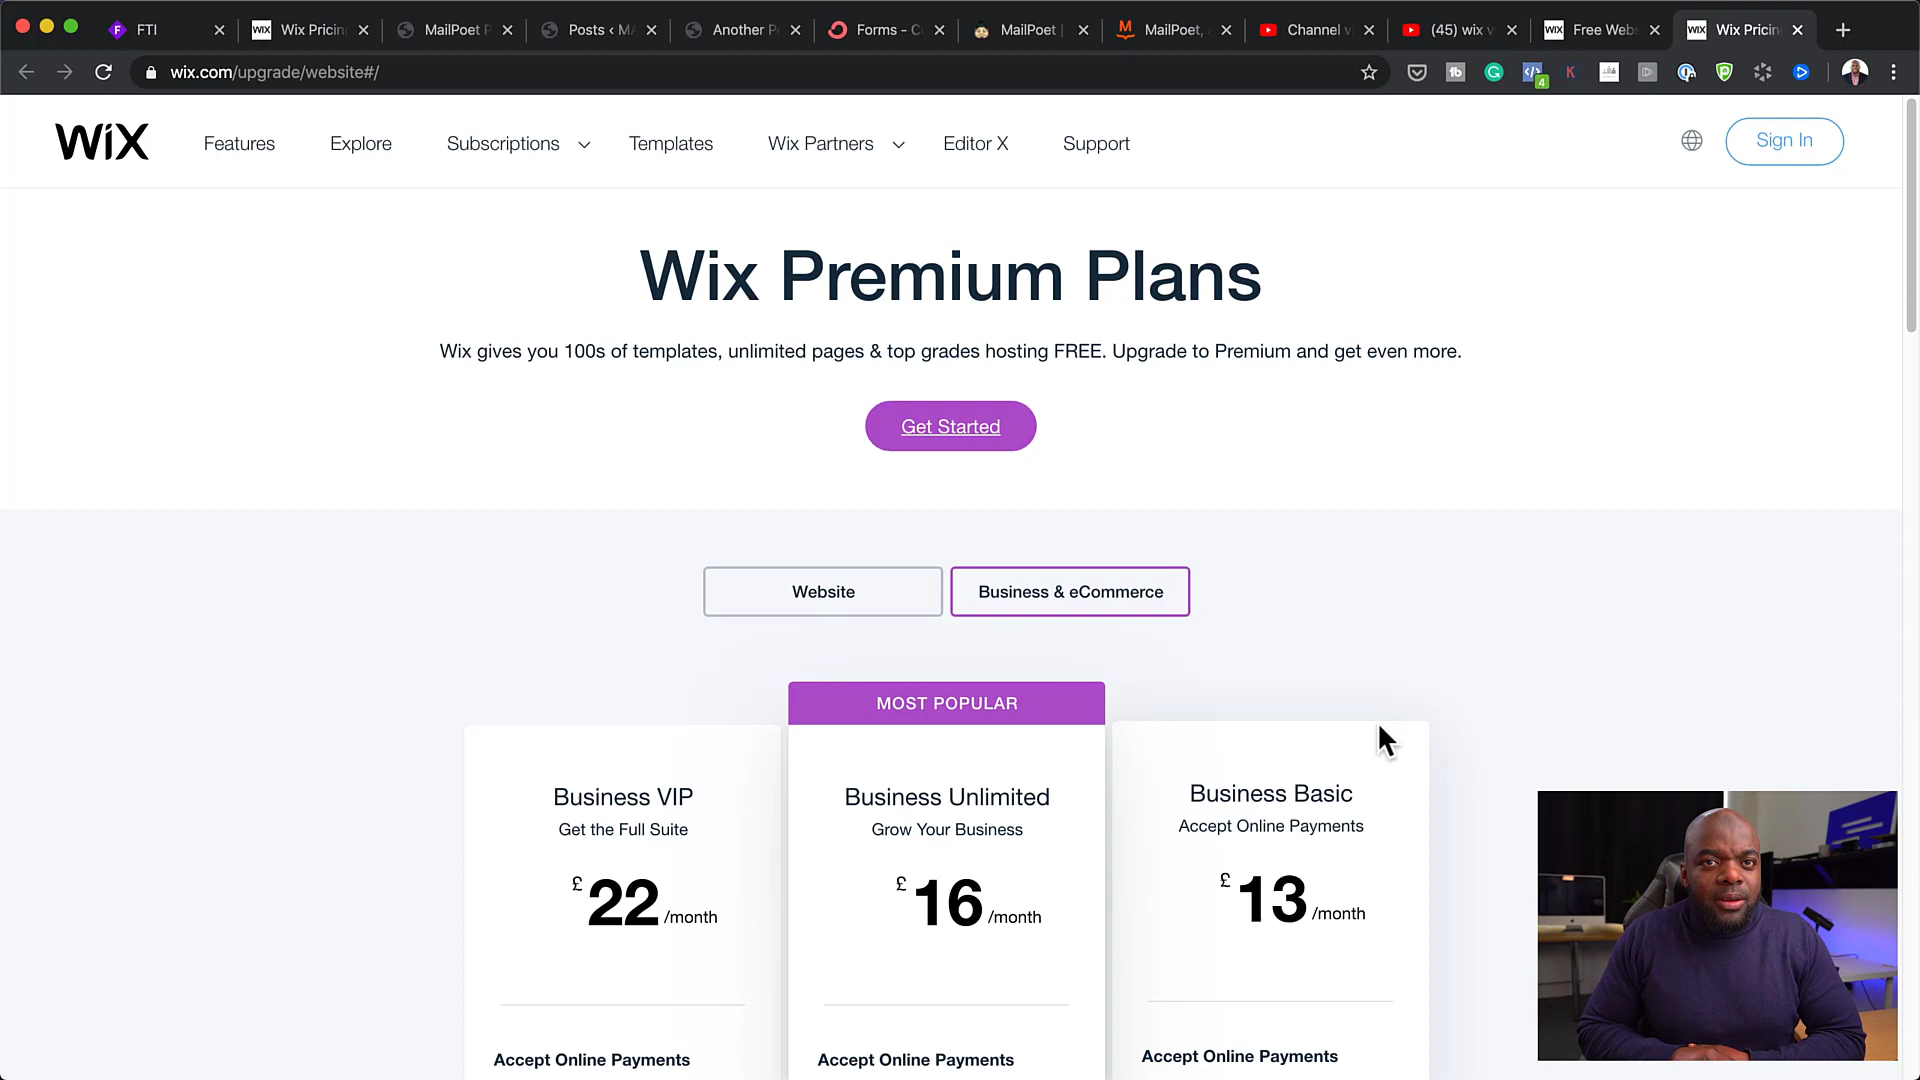 FTI
Wix Pricin
MailPoet P
Posts ‹ MA
Another P
Forms - C
MailPoet |
MailPoet,
Channel v
(45) wix v
Free Webs
Wix Pricin
wix.com/upgrade/website#/
4
WiX
Features
Explore
Subscriptions
Templates
Wix Partners
Editor X
Support
Sign In
Wix Premium Plans
Wix gives you 100s of templates, unlimited pages & top grades hosting FREE. Upgrade to Premium and get even more.
Get Started
Website
Business & eCommerce
MOST POPULAR
Business VIP
Get the Full Suite
£ 22 /month
Accept Online Payments
Business Unlimited
Grow Your Business
£ 16 /month
Accept Online Payments
Business Basic
Accept Online Payments
£ 13 /month
Accept Online Payments